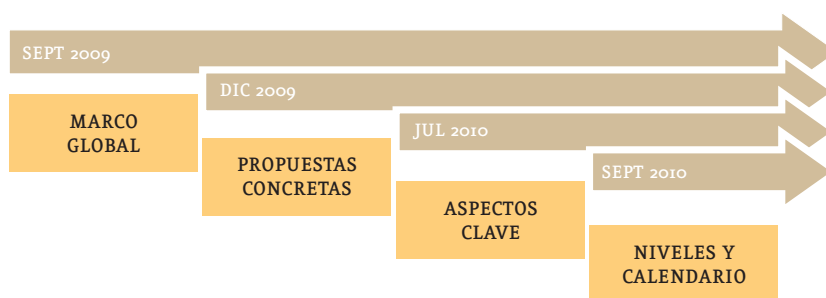 SEPT 2009
DIC 2009
MARCO
GLOBAL
JUL 2010
PROPUESTAS
CONCRETAS
SEPT 2010
ASPECTOS
CLAVE
NIVELES Y
CALENDARIO